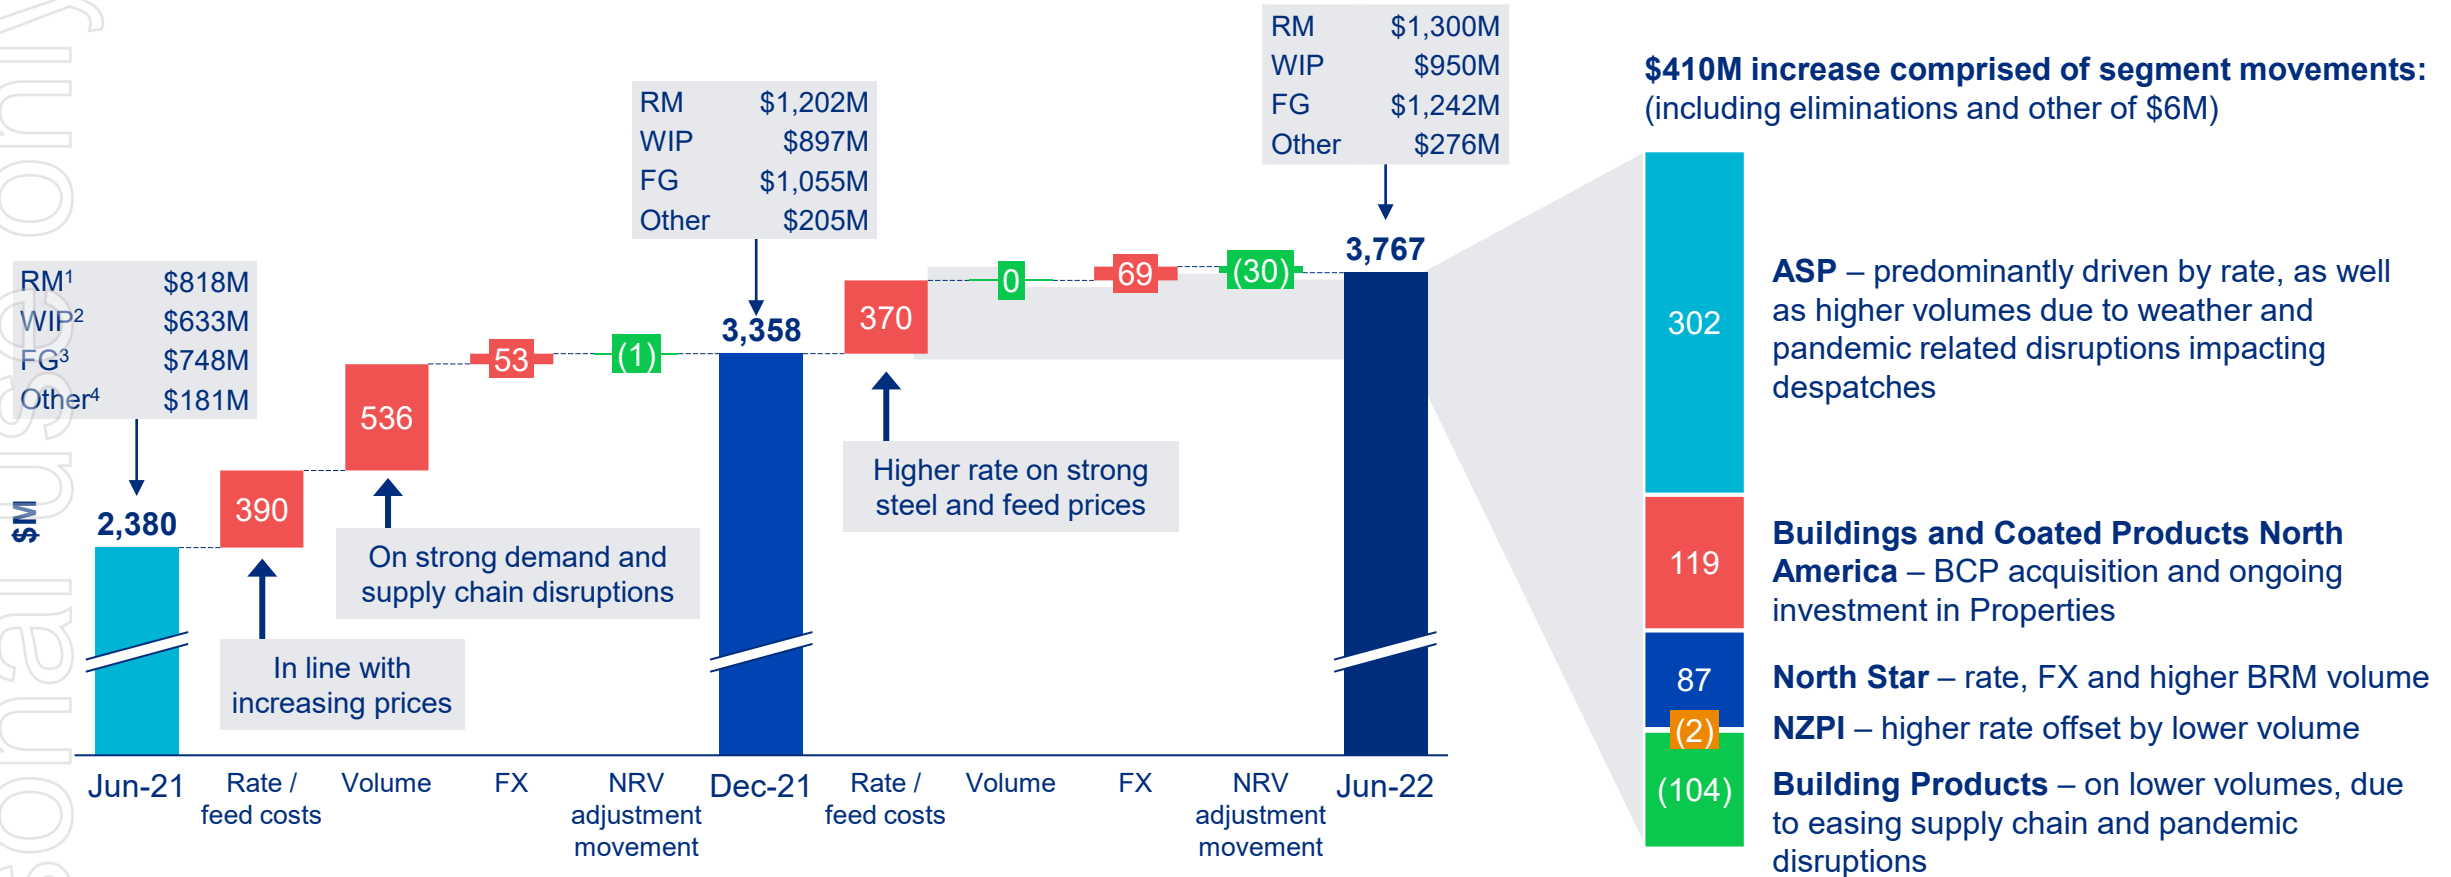 RM1 $818M
WIP2 $633M
FG3 $748M
Other4 $181M
RM $1,202M
WIP $897M
FG $1,055M
Other $205M
RM $1,300M
WIP $950M
FG $1,242M
Other $276M
$M
2,380
390
536
53
(1)
3,358
370
0
69
(30)
3,767
In line with
increasing prices
On strong demand and
supply chain disruptions
Higher rate on strong
steel and feed prices
Jun-21
Rate /
feed costs
Volume
FX
NRV
adjustment
movement
Dec-21
Rate /
feed costs
Volume
FX
NRV
adjustment
movement
Jun-22
$410M increase comprised of segment movements:
(including eliminations and other of $6M)
302
ASP – predominantly driven by rate, as well
as higher volumes due to weather and
pandemic related disruptions impacting
despatches
119
Buildings and Coated Products North
America – BCP acquisition and ongoing
investment in Properties
87
North Star – rate, FX and higher BRM volume
(2)
NZPI – higher rate offset by lower volume
(104)
Building Products – on lower volumes, due
to easing supply chain and pandemic
disruptions
sonal use only